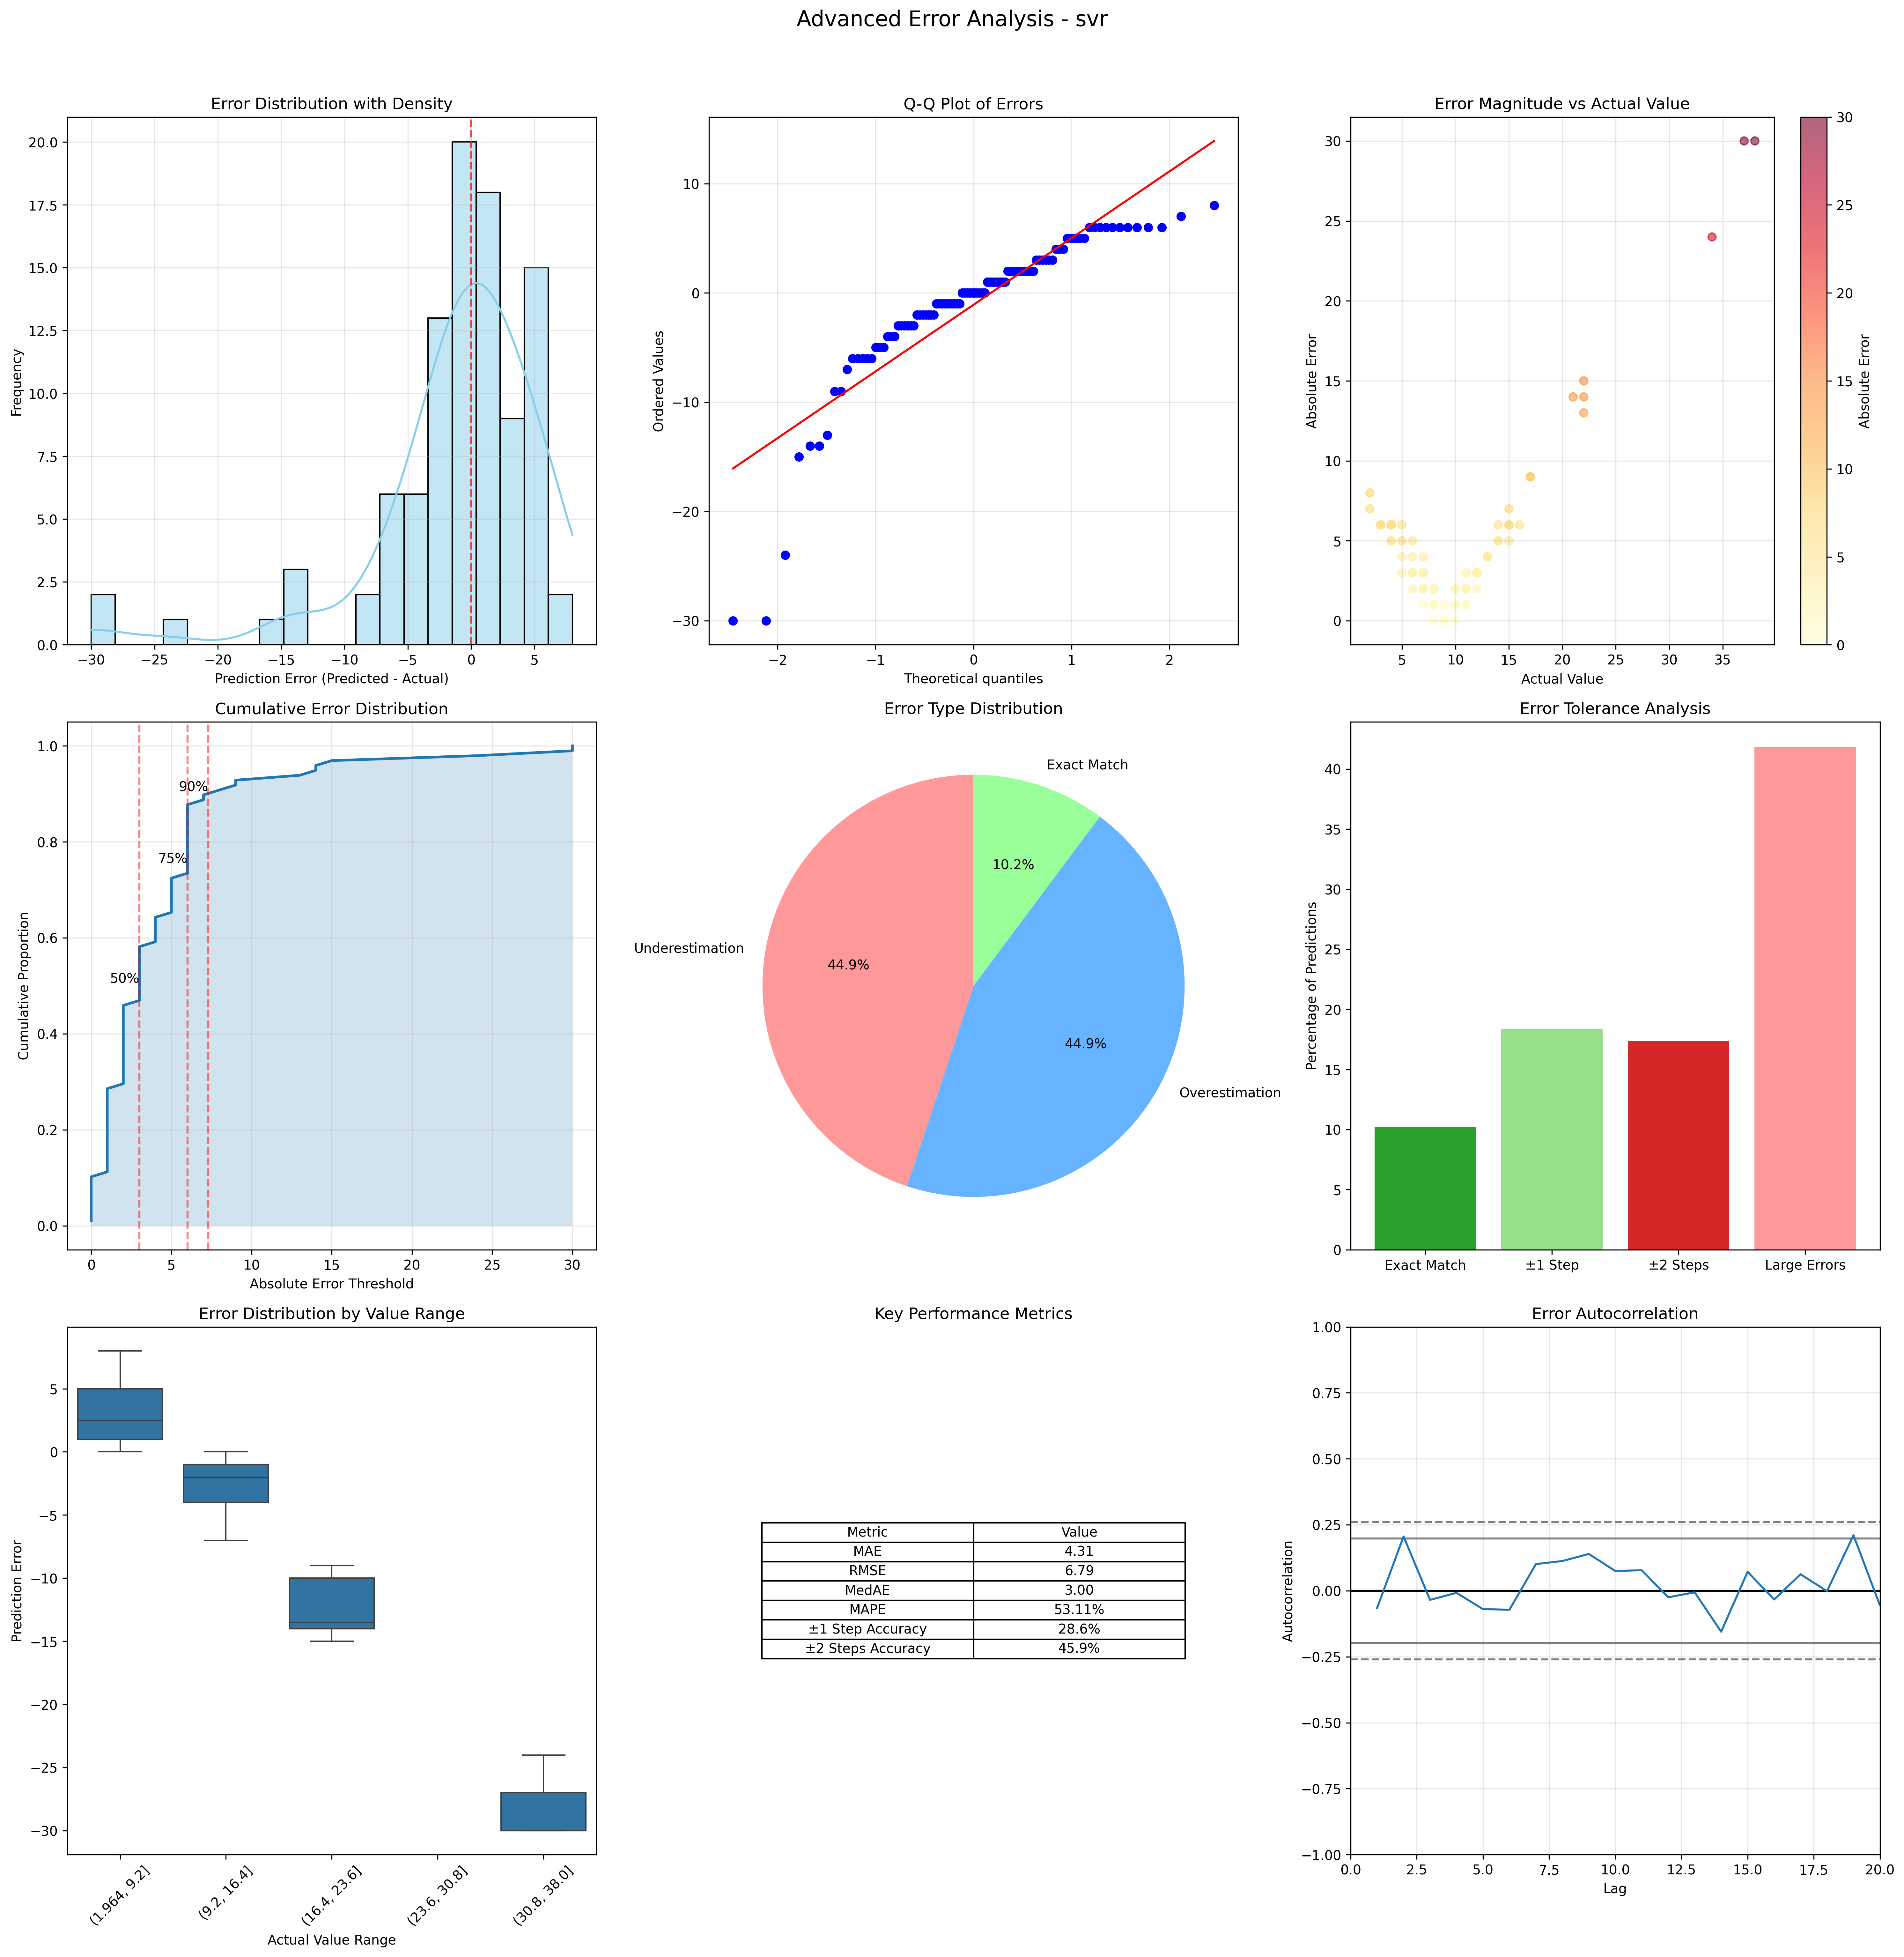 Advanced Error Analysis - svr
Error Distribution with Density
Frequency
20.0
17.5
15.0
12.5
10.0
7.5
5.0
2.5
0.0
−30 −25 −20 −15 −10 −5 0 5
Prediction Error (Predicted - Actual)
Q-Q Plot of Errors
Ordered Values
10
0
−10
−20
−30
−2 −1 0 1 2
Theoretical quantiles
Error Magnitude vs Actual Value
Absolute Error
30
25
20
15
10
5
0
5 10 15 20 25 30 35
Actual Value
30
25
20
15
10
5
0
Absolute Error
Cumulative Error Distribution
Cumulative Proportion
1.0
0.8
0.6
0.4
0.2
0.0
90%
75%
50%
0 5 10 15 20 25 30
Absolute Error Threshold
Error Type Distribution
Exact Match
10.2%
Underestimation
44.9%
44.9%
Overestimation
Error Tolerance Analysis
Percentage of Predictions
40
35
30
25
20
15
10
5
0
Exact Match ±1 Step ±2 Steps Large Errors
Error Distribution by Value Range
Prediction Error
5
0
−5
−10
−15
−20
−25
−30
(1.964, 9.2] (9.2, 16.4] (16.4, 23.6] (23.6, 30.8] (30.8, 38.0]
Actual Value Range
Key Performance Metrics
Metric Value
MAE 4.31
RMSE 6.79
MedAE 3.00
MAPE 53.11%
±1 Step Accuracy 28.6%
±2 Steps Accuracy 45.9%
Error Autocorrelation
Autocorrelation
1.00
0.75
0.50
0.25
0.00
−0.25
−0.50
−0.75
−1.00
0.0 2.5 5.0 7.5 10.0 12.5 15.0 17.5 20.0
Lag